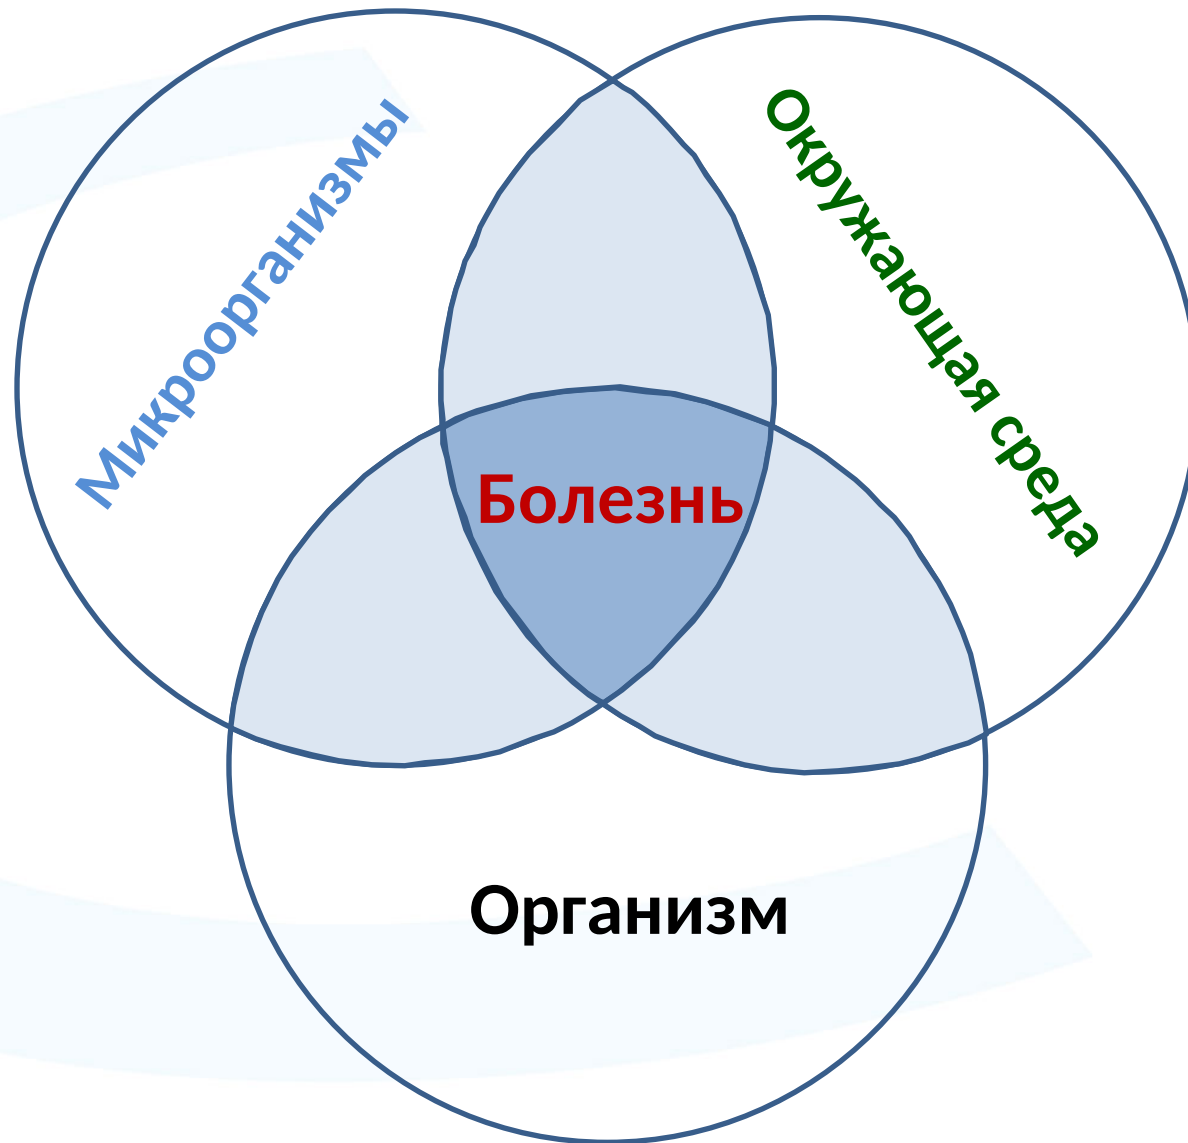 Микроорганизмы
Окружающая среда
Болезнь
Организм